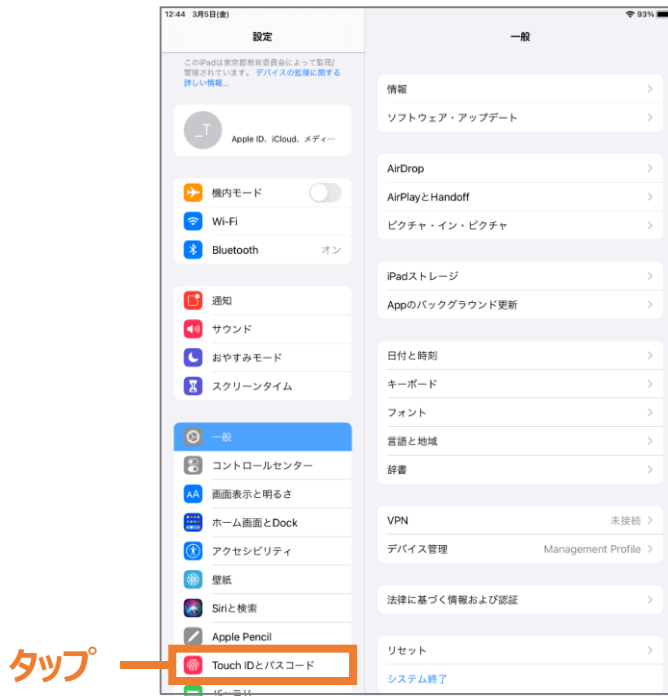 12:44 3月5日(金)
93%
設定
このiPadは東京都教育委員会によって監理/
管理されています。デバイスの監理に関する
詳しい情報...
_T
Apple ID、iCloud、メディ…
機内モード
Wi-Fi
Bluetooth オン
通知
サウンド
おやすみモード
スクリーンタイム
一般
コントロールセンター
AA 画面表示と明るさ
ホーム画面とDock
アクセシビリティ
壁紙
Siriと検索
Apple Pencil
タップ
Touch IDとパスコード
バッテリー
一般
情報
ソフトウェア・アップデート
AirDrop
AirPlayとHandoff
ピクチャ・イン・ピクチャ
iPadストレージ
Appのバックグラウンド更新
日付と時刻
キーボード
フォント
言語と地域
辞書
VPN 未接続
デバイス管理 Management Profile
法律に基づく情報および認証
リセット
システム終了